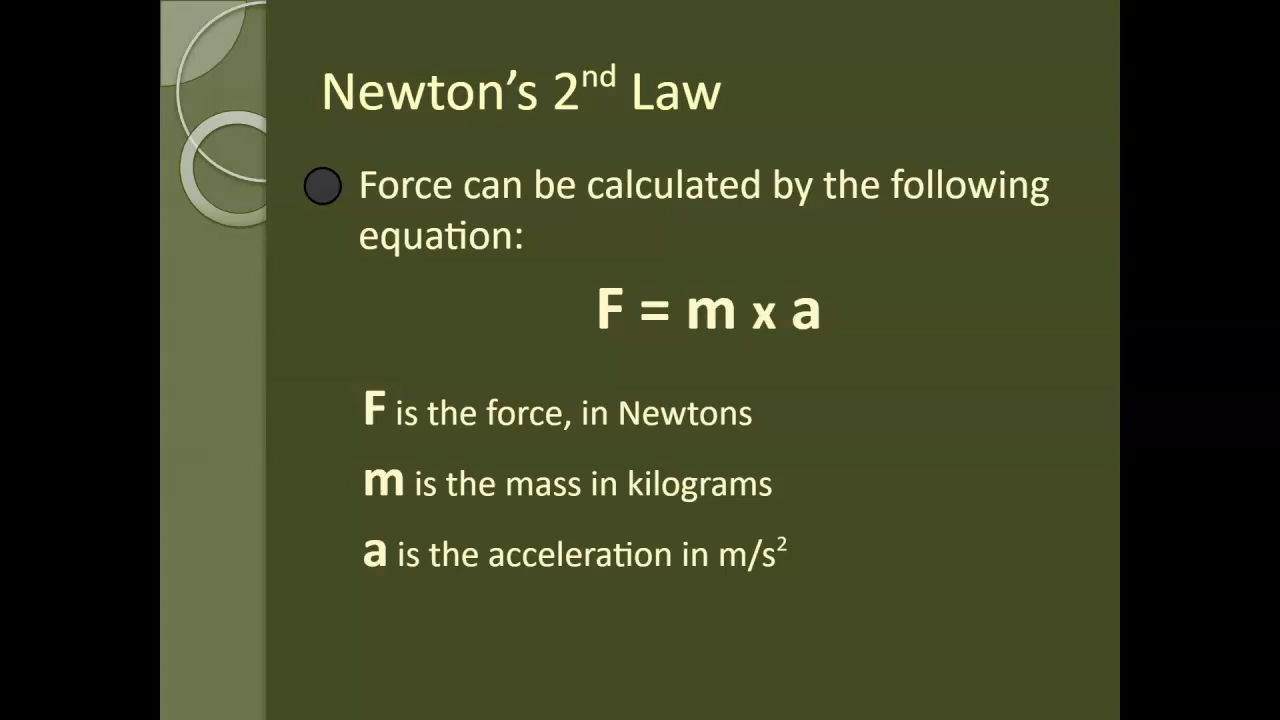 Newton’s 2nd Law
Force can be calculated by the following
equation:
F = m x a
F is the force, in Newtons
m is the mass in kilograms
a is the acceleration in m/s²